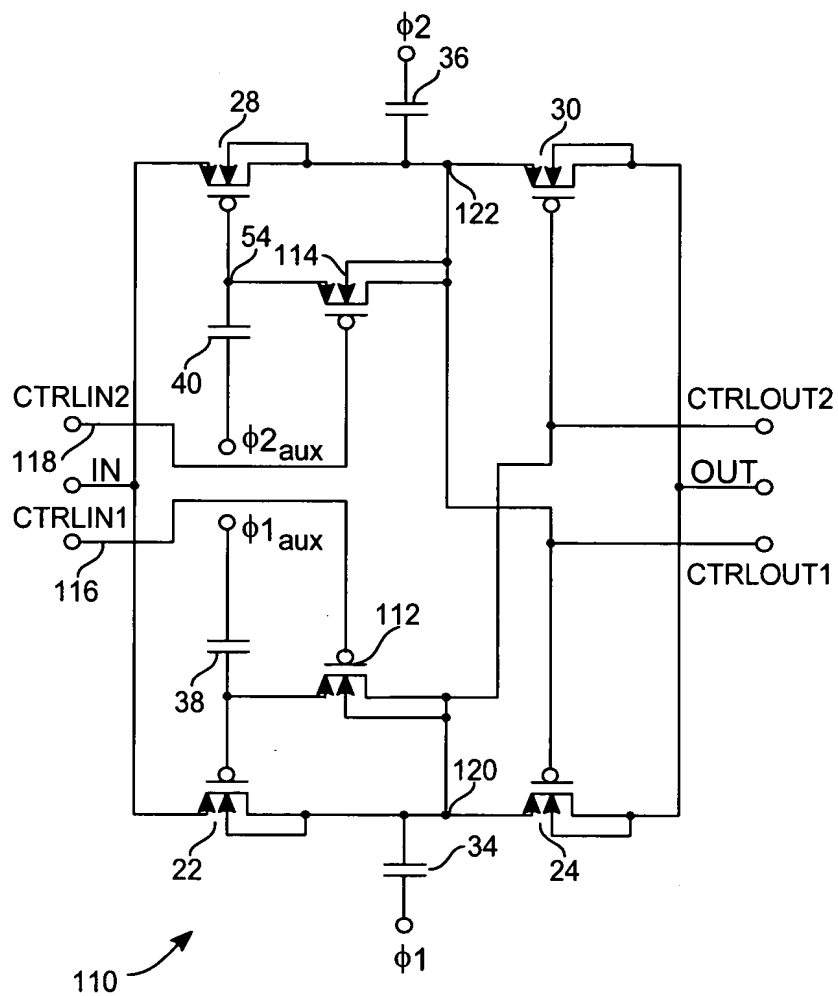 ϕ2
36
28
30
122
54
114
40
CTRLIN2
118
ϕ2aux
CTRLOUT2
IN
OUT
CTRLIN1
116
ϕ1aux
CTRLOUT1
112
38
120
22
34
24
ϕ1
110